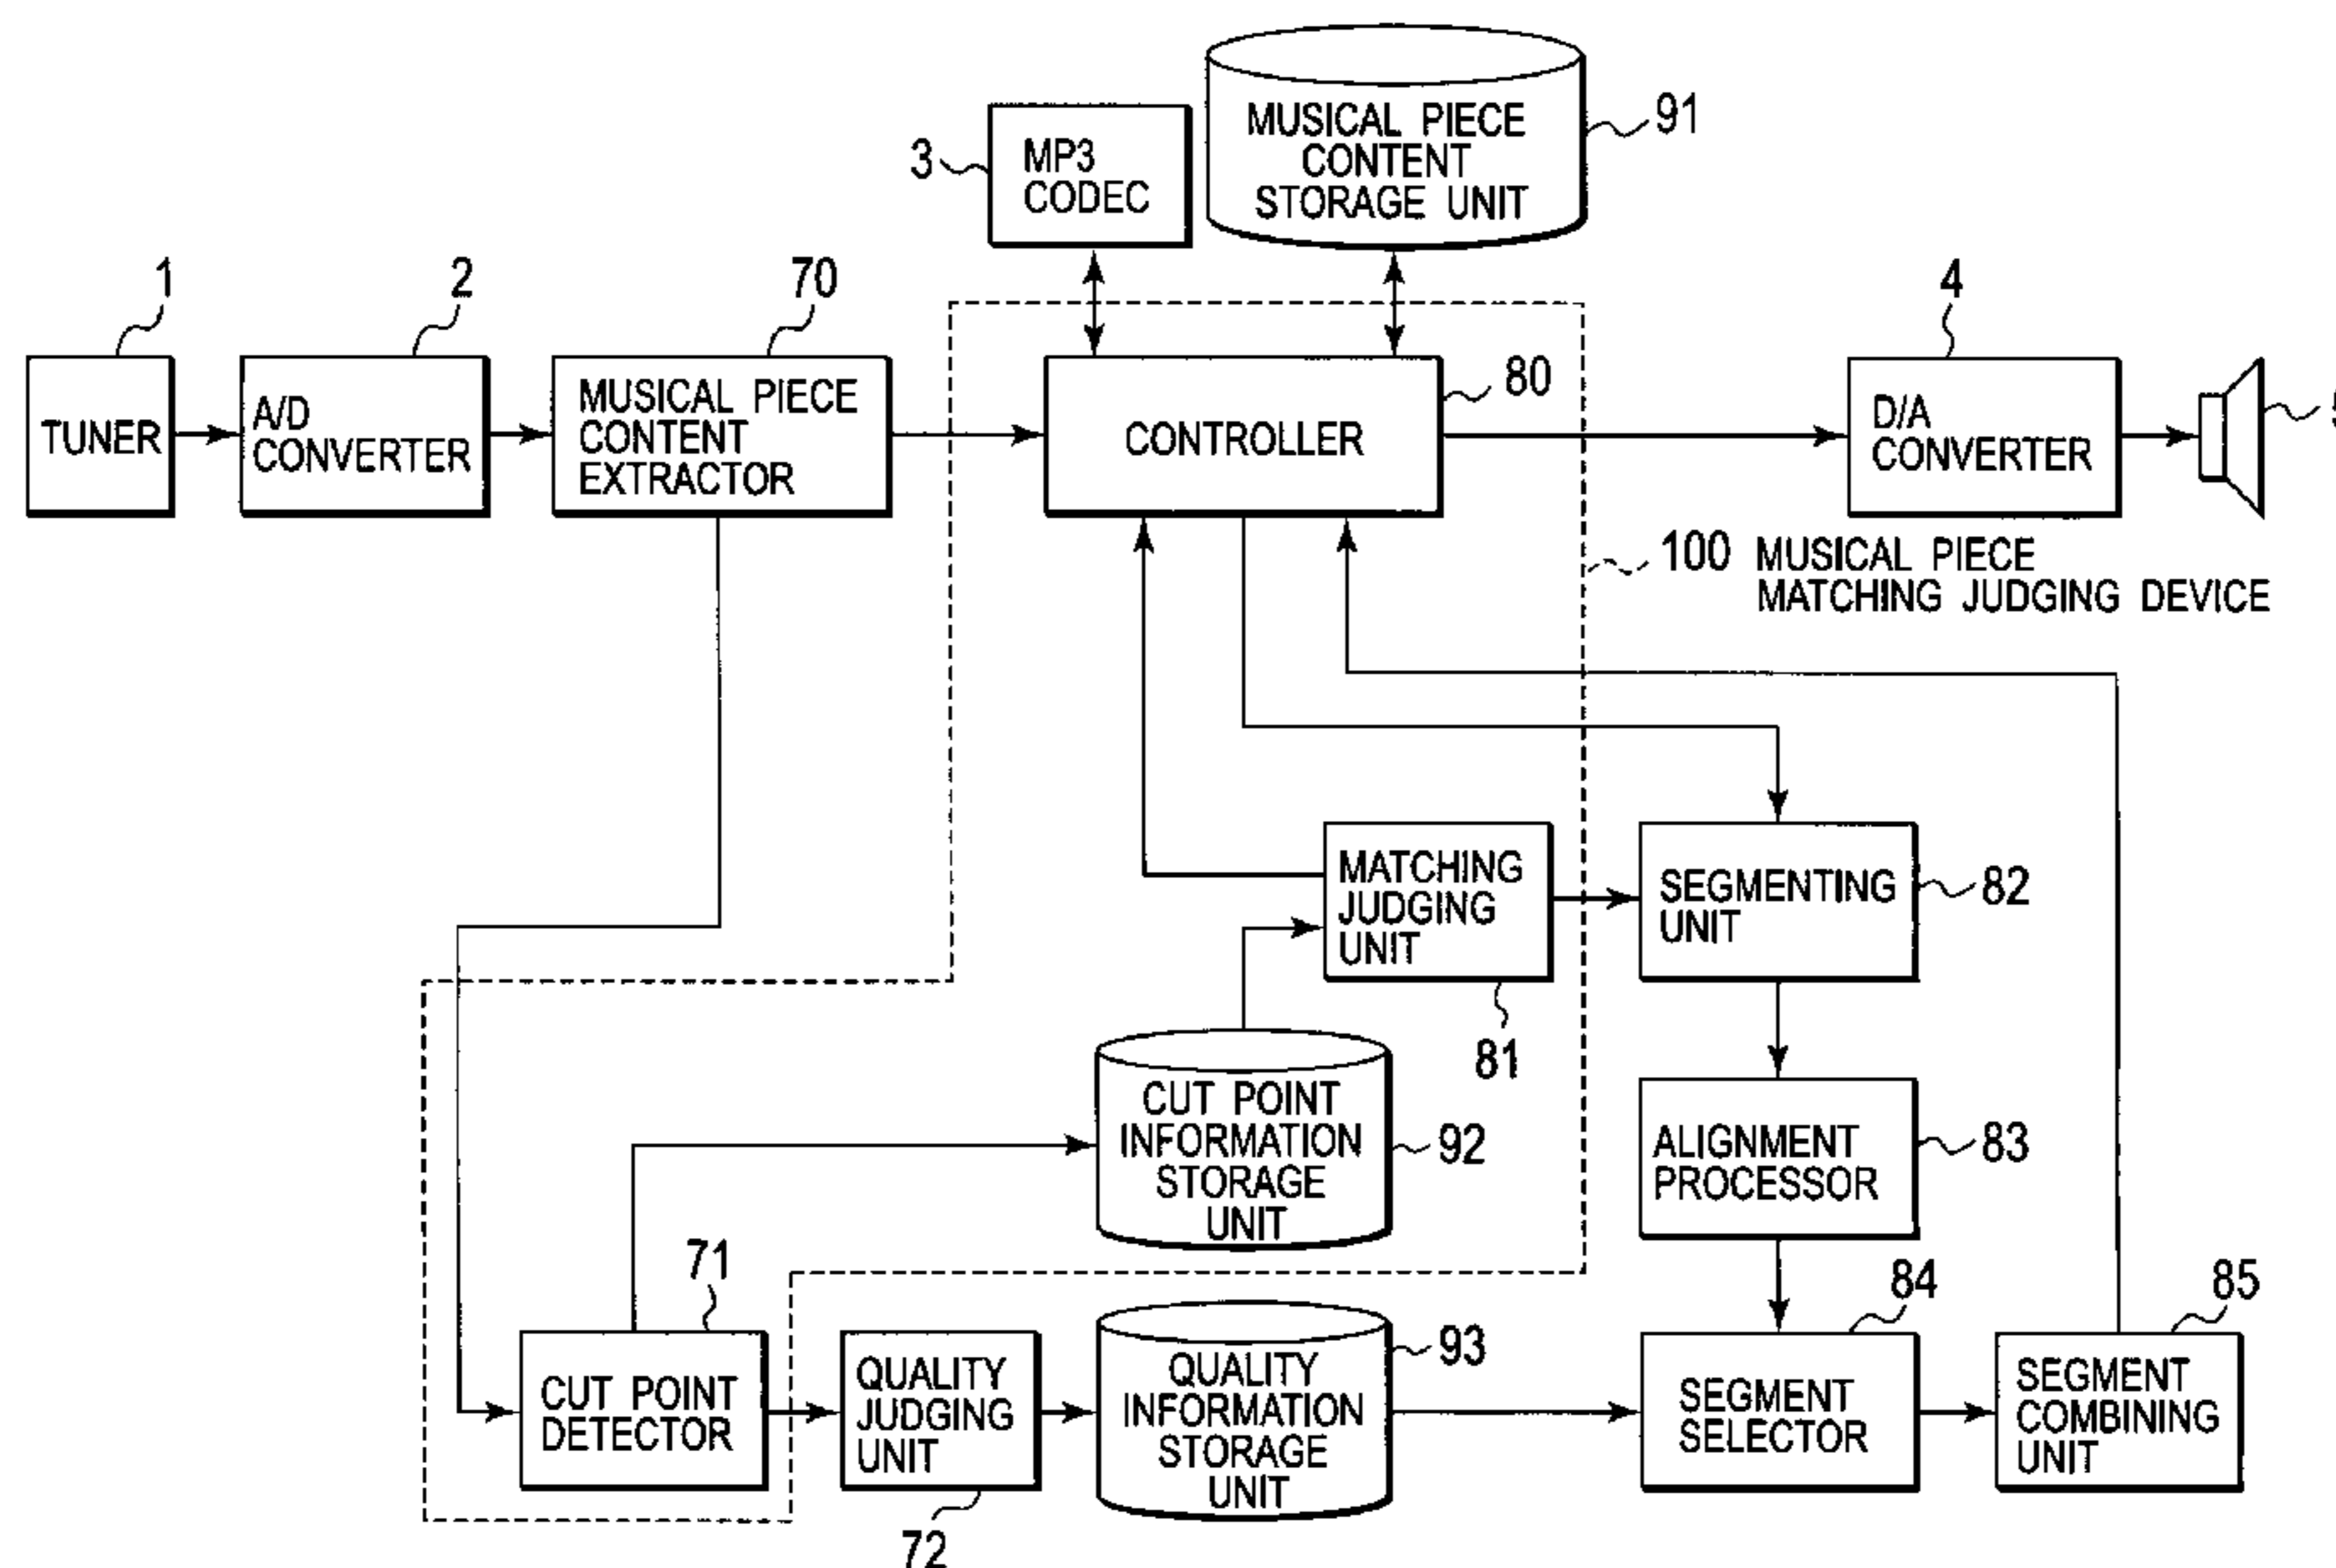 MUSICAL PIECE
CONTENT
STORAGE UNIT
91
3
MP3
CODEC
1
2
70
4
TUNER
A/D
CONVERTER
MUSICAL PIECE
CONTENT
EXTRACTOR
CONTROLLER
80
D/A
CONVERTER
100 MUSICAL PIECE
MATCHING JUDGING DEVICE
MATCHING
JUDGING
UNIT
81
SEGMENTING
UNIT
82
CUT POINT
INFORMATION
STORAGE
UNIT
92
ALIGNMENT
PROCESSOR
83
71
CUT POINT
DETECTOR
QUALITY
JUDGING
UNIT
72
QUALITY
INFORMATION
STORAGE
UNIT
93
84
SEGMENT
SELECTOR
85
SEGMENT
COMBINING
UNIT